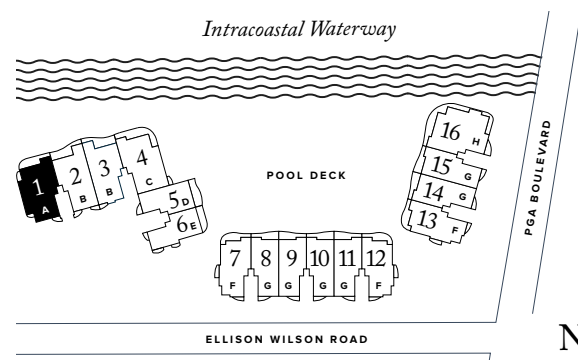 Intracoastal Waterway
16 H
4 C
15 G
3 B
POOL DECK
2 B
1 A
14 G
5 D
13 F
6 E
PGA BOULEVARD
7 8 9 10 11 12
F G G G G F
ELLISON WILSON ROAD
N